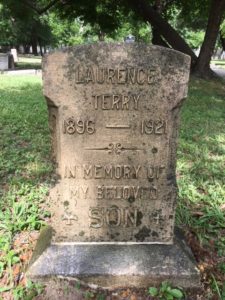 LAURENCE
TERRY
1896 — 1921
IN MEMORY OF
MY BELOVED
SON